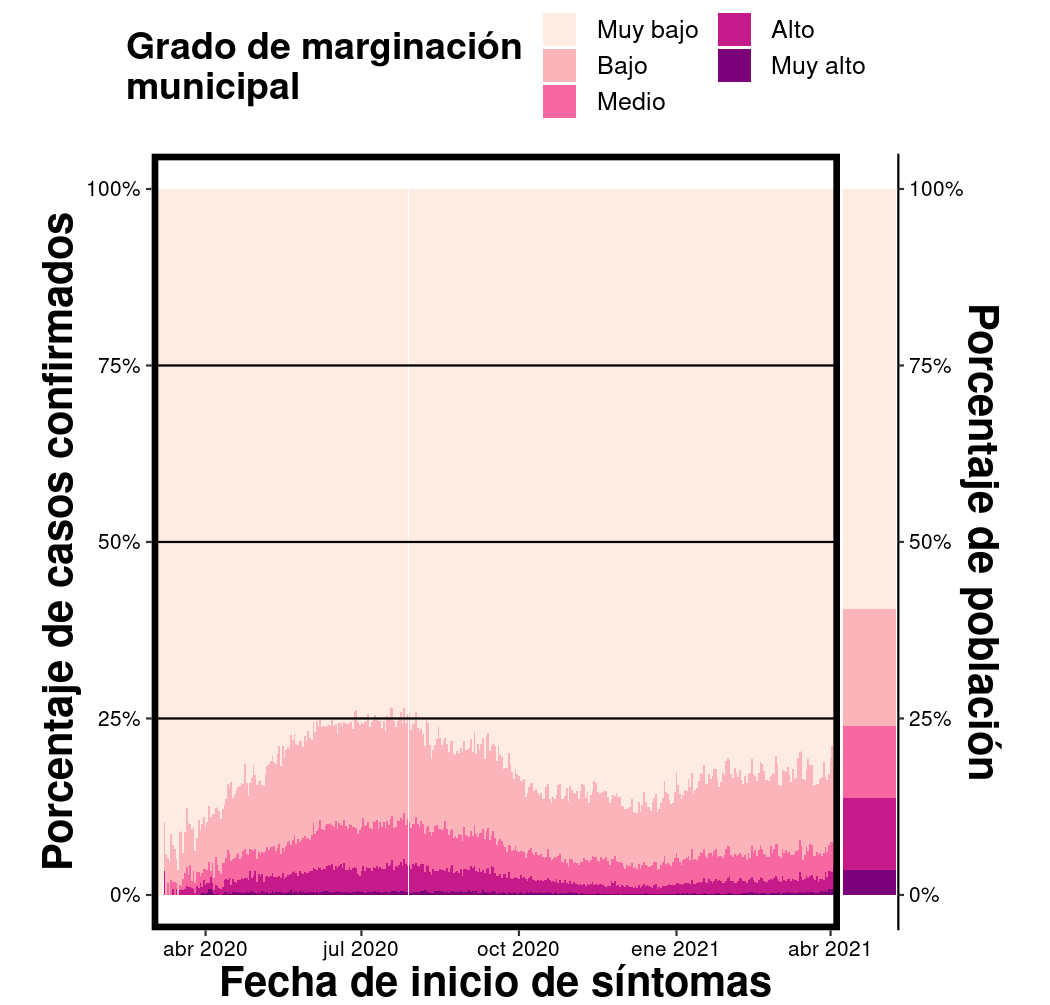 Grado de marginación
municipal
Muy bajo
Bajo
Medio
Alto
Muy alto
Porcentaje de casos confirmados
100%
75%
50%
25%
0%
100%
75%
50%
25%
0%
Porcentaje de población
abr 2020
jul 2020
oct 2020
ene 2021
abr 2021
Fecha de inicio de síntomas